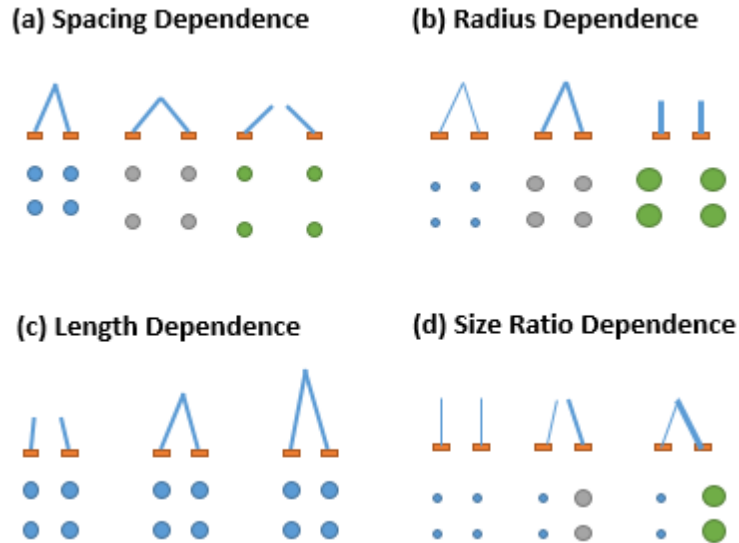 (a) Spacing Dependence
(b) Radius Dependence
(c) Length Dependence
(d) Size Ratio Dependence